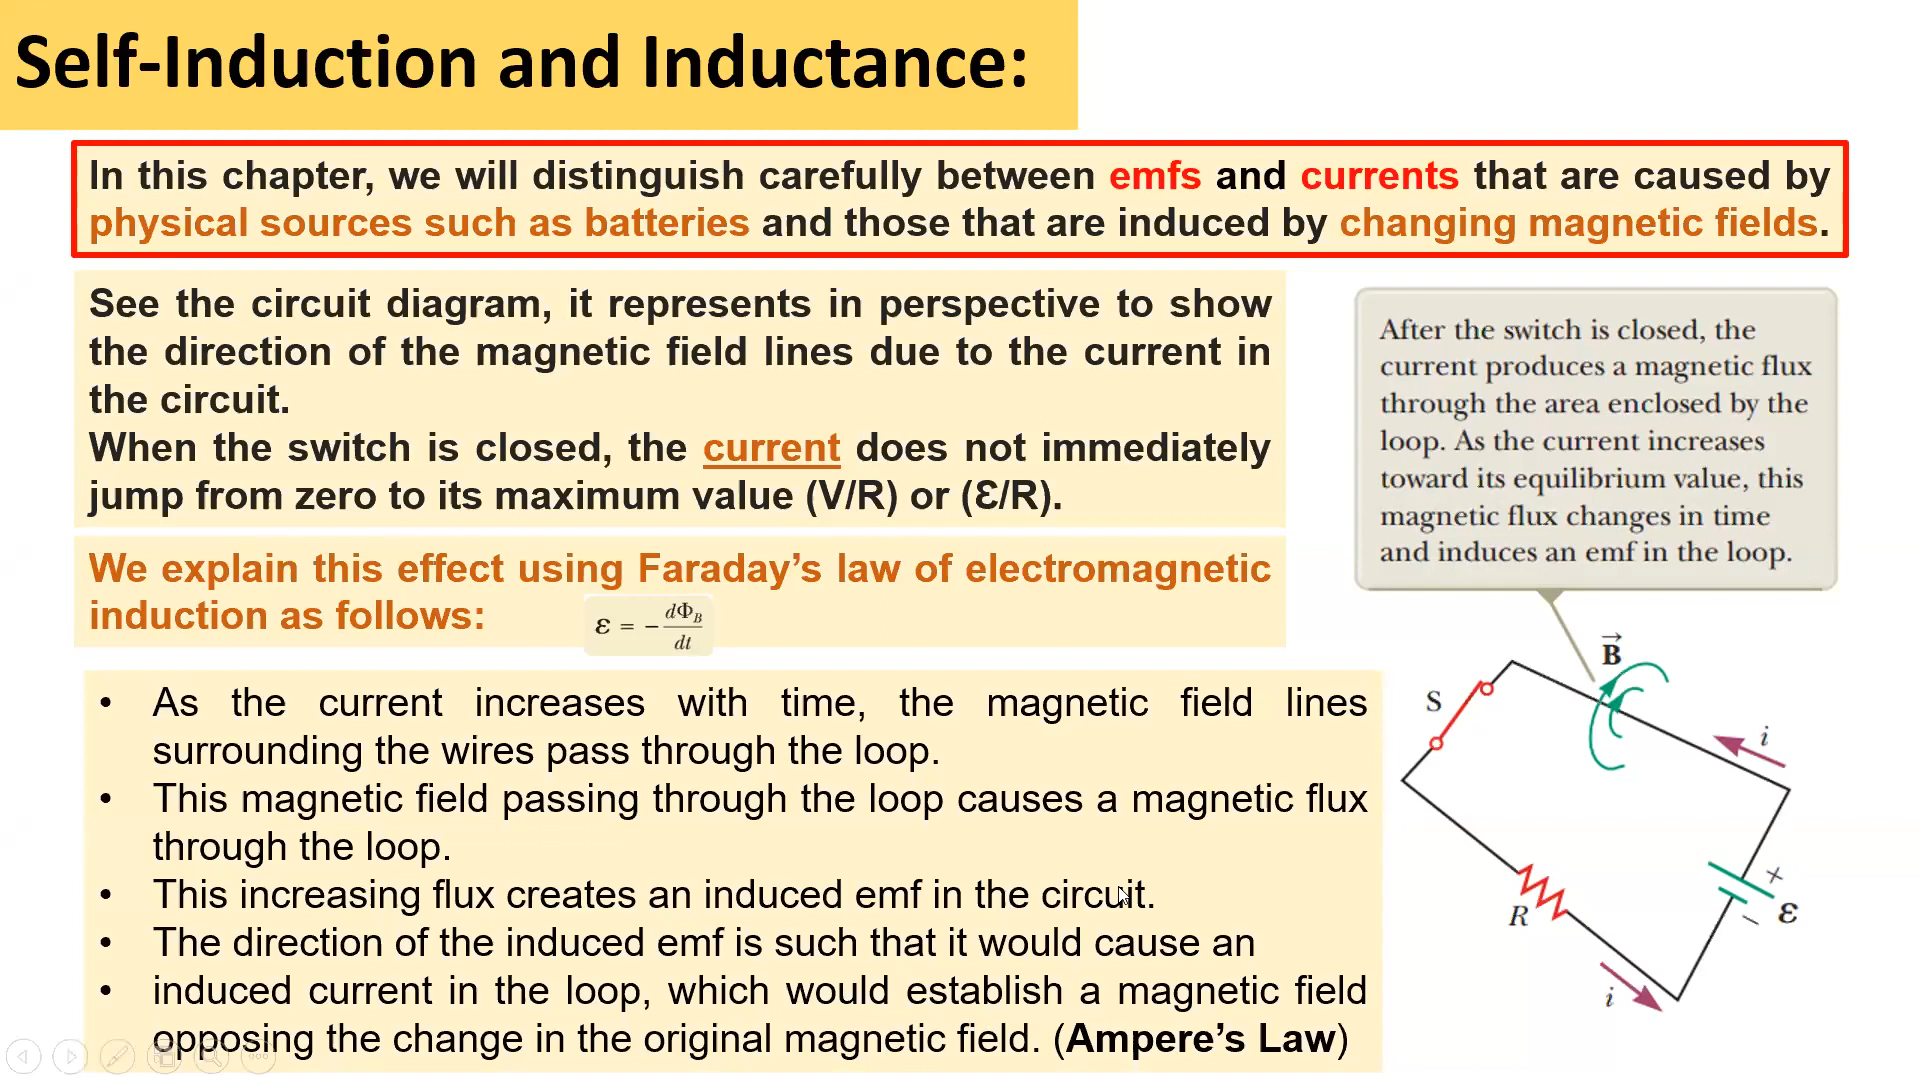 Self-Induction and Inductance:
In this chapter, we will distinguish carefully between emfs and currents that are caused by
physical sources such as batteries and those that are induced by changing magnetic fields.
See the circuit diagram, it represents in perspective to show
the direction of the magnetic field lines due to the current in
the circuit.
When the switch is closed, the current does not immediately
jump from zero to its maximum value (V/R) or (Ɛ/R).
We explain this effect using Faraday's law of electromagnetic
induction as follows:
ε = − dΦ_B/dt
• As the current increases with time, the magnetic field lines
surrounding the wires pass through the loop.
• This magnetic field passing through the loop causes a magnetic flux
through the loop.
• This increasing flux creates an induced emf in the circuit.
• The direction of the induced emf is such that it would cause an
• induced current in the loop, which would establish a magnetic field
opposing the change in the original magnetic field. (Ampere's Law)
After the switch is closed, the
current produces a magnetic flux
through the area enclosed by the
loop. As the current increases
toward its equilibrium value, this
magnetic flux changes in time
and induces an emf in the loop.
B⃗
S
i
+
ε
−
R
i